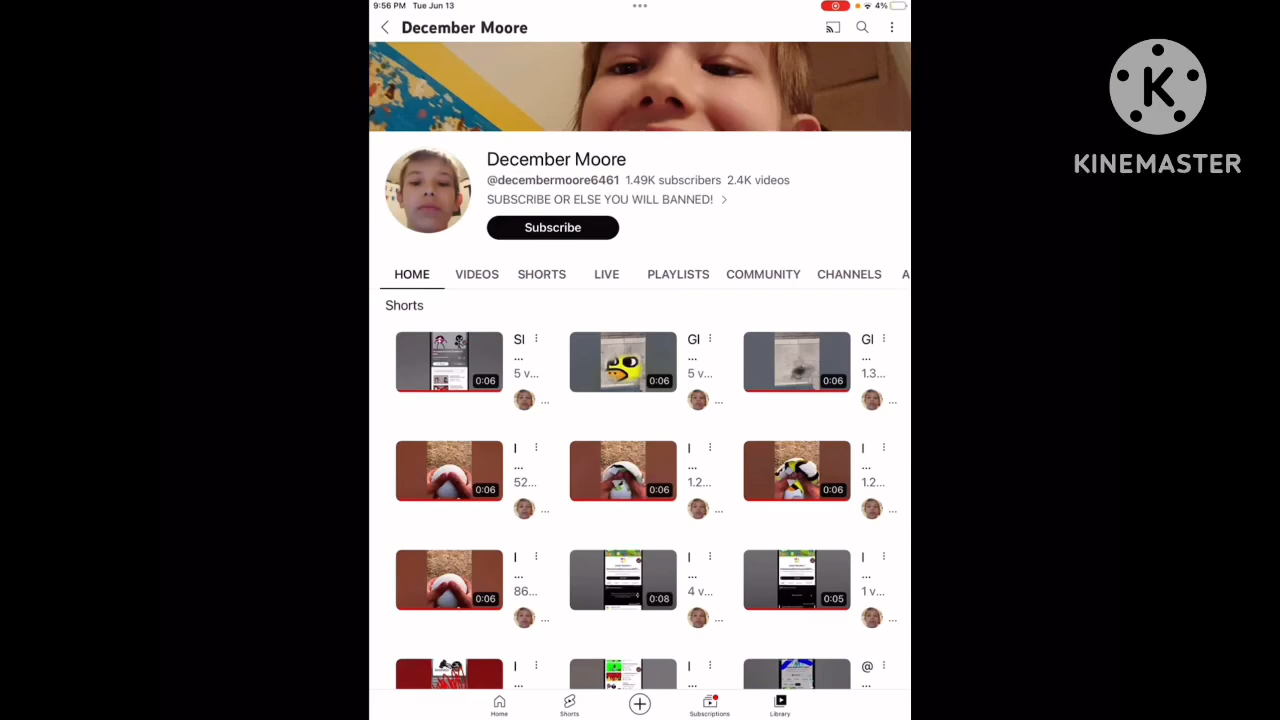 9:56 PM Tue Jun 13
4%
December Moore
KINEMASTER
December Moore
@decembermoore6461 1.49K subscribers 2.4K videos
SUBSCRIBE OR ELSE YOU WILL BANNED!
Subscribe
HOME VIDEOS SHORTS LIVE PLAYLISTS COMMUNITY CHANNELS A
Shorts
SI GI GI
... ... ...
5 v... 5 v... 1.3...
0:06 0:06 0:06
... ... ...
I I I
... ... ...
52... 1.2... 1.2...
0:06 0:06 0:06
... ... ...
I I I
... ... ...
86... 4 v... 1 v...
0:06 0:08 0:05
... ... ...
I I @
... ... ...
Home Shorts Subscriptions Library